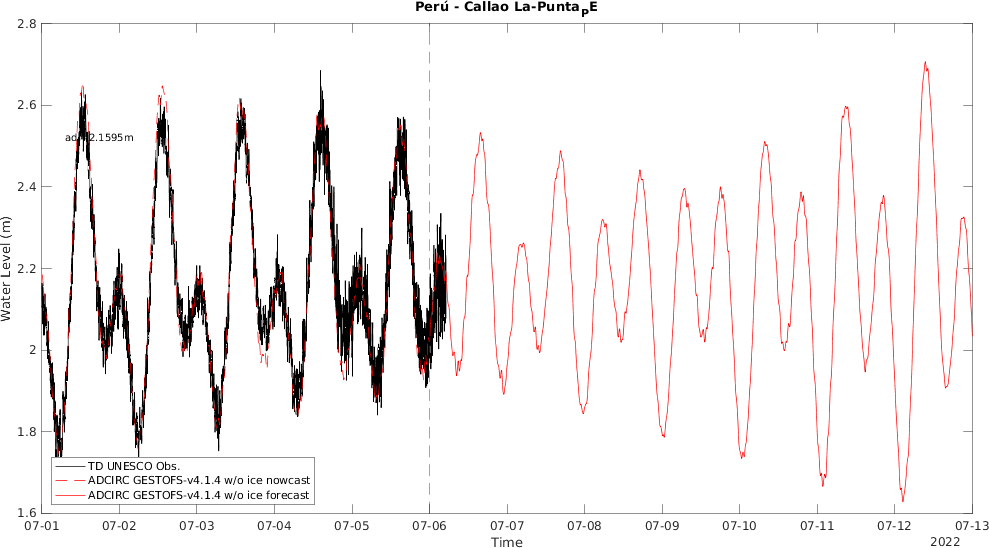 Perú - Callao La-Punta_PE
2.8
2.6
2.4
2.2
2
1.8
1.6
Water Level (m)
2.1595m
TD UNESCO Obs.
ADCIRC GESTOFS-v4.1.4 w/o ice nowcast
ADCIRC GESTOFS-v4.1.4 w/o ice forecast
07-01 07-02 07-03 07-04 07-05 07-06 07-07 07-08 07-09 07-10 07-11 07-12 07-13
Time
2022